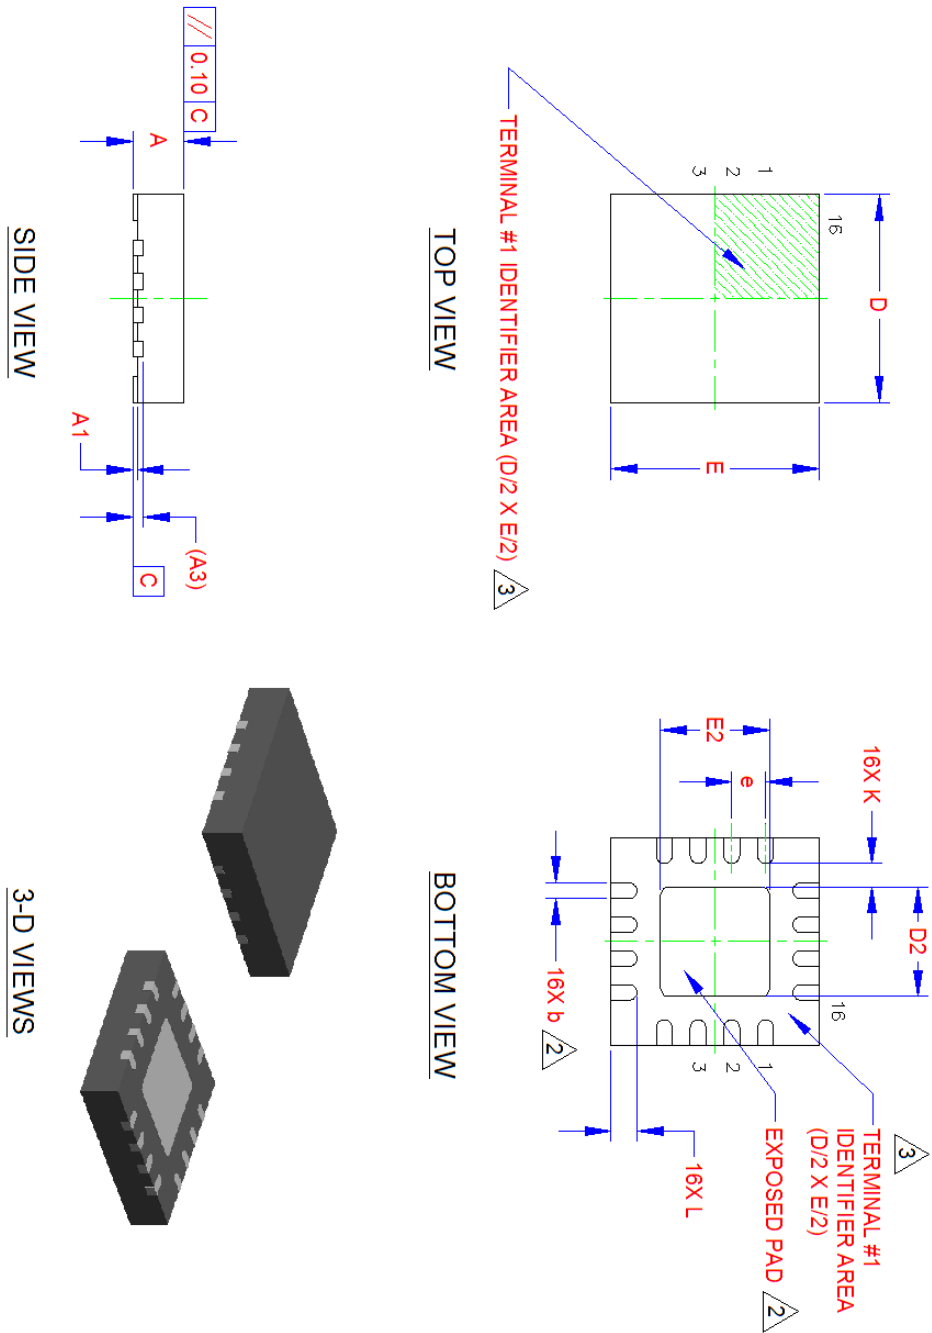 D
16
1
2
3
E
TERMINAL #1 IDENTIFIER AREA (D/2 X E/2) 3
TOP VIEW
// 0.10 C
A
A1
(A3)
C
SIDE VIEW
16X K
E2
e
D2
16
1
2
3
16X b 2
16X L
3
TERMINAL #1
IDENTIFIER AREA
(D/2 X E/2)
EXPOSED PAD 2
BOTTOM VIEW
3-D VIEWS